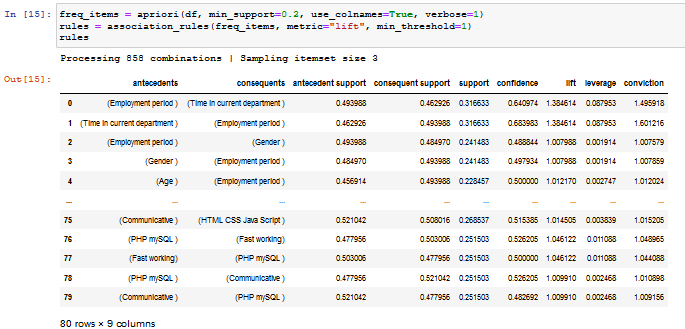 In [15]: freq_items = apriori(df, min_support=0.2, use_colnames=True, verbose=1)
rules = association_rules(freq_items, metric="lift", min_threshold=1)
rules
Processing 858 combinations | Sampling itemset size 3
Out[15]: antecedents consequents antecedent support consequent support support confidence lift leverage conviction
0 (Employment period ) (Time in current department ) 0.493988 0.462926 0.316633 0.640974 1.384614 0.087953 1.495918
1 (Time in current department ) (Employment period ) 0.462926 0.493988 0.316633 0.683983 1.384614 0.087953 1.601216
2 (Employment period ) (Gender ) 0.493988 0.484970 0.241483 0.488844 1.007988 0.001914 1.007579
3 (Gender ) (Employment period ) 0.484970 0.493988 0.241483 0.497934 1.007988 0.001914 1.007859
4 (Age ) (Employment period ) 0.456914 0.493988 0.228457 0.500000 1.012170 0.002747 1.012024
... ... ... ... ... ... ... ... ... ...
75 (Communicative ) (HTML CSS Java Script ) 0.521042 0.508016 0.268537 0.515385 1.014505 0.003839 1.015205
76 (PHP mySQL ) (Fast working) 0.477956 0.503006 0.251503 0.526205 1.046122 0.011088 1.048965
77 (Fast working) (PHP mySQL ) 0.503006 0.477956 0.251503 0.500000 1.046122 0.011088 1.044088
78 (PHP mySQL ) (Communicative ) 0.477956 0.521042 0.251503 0.526205 1.009910 0.002468 1.010898
79 (Communicative ) (PHP mySQL ) 0.521042 0.477956 0.251503 0.482692 1.009910 0.002468 1.009156
80 rows × 9 columns